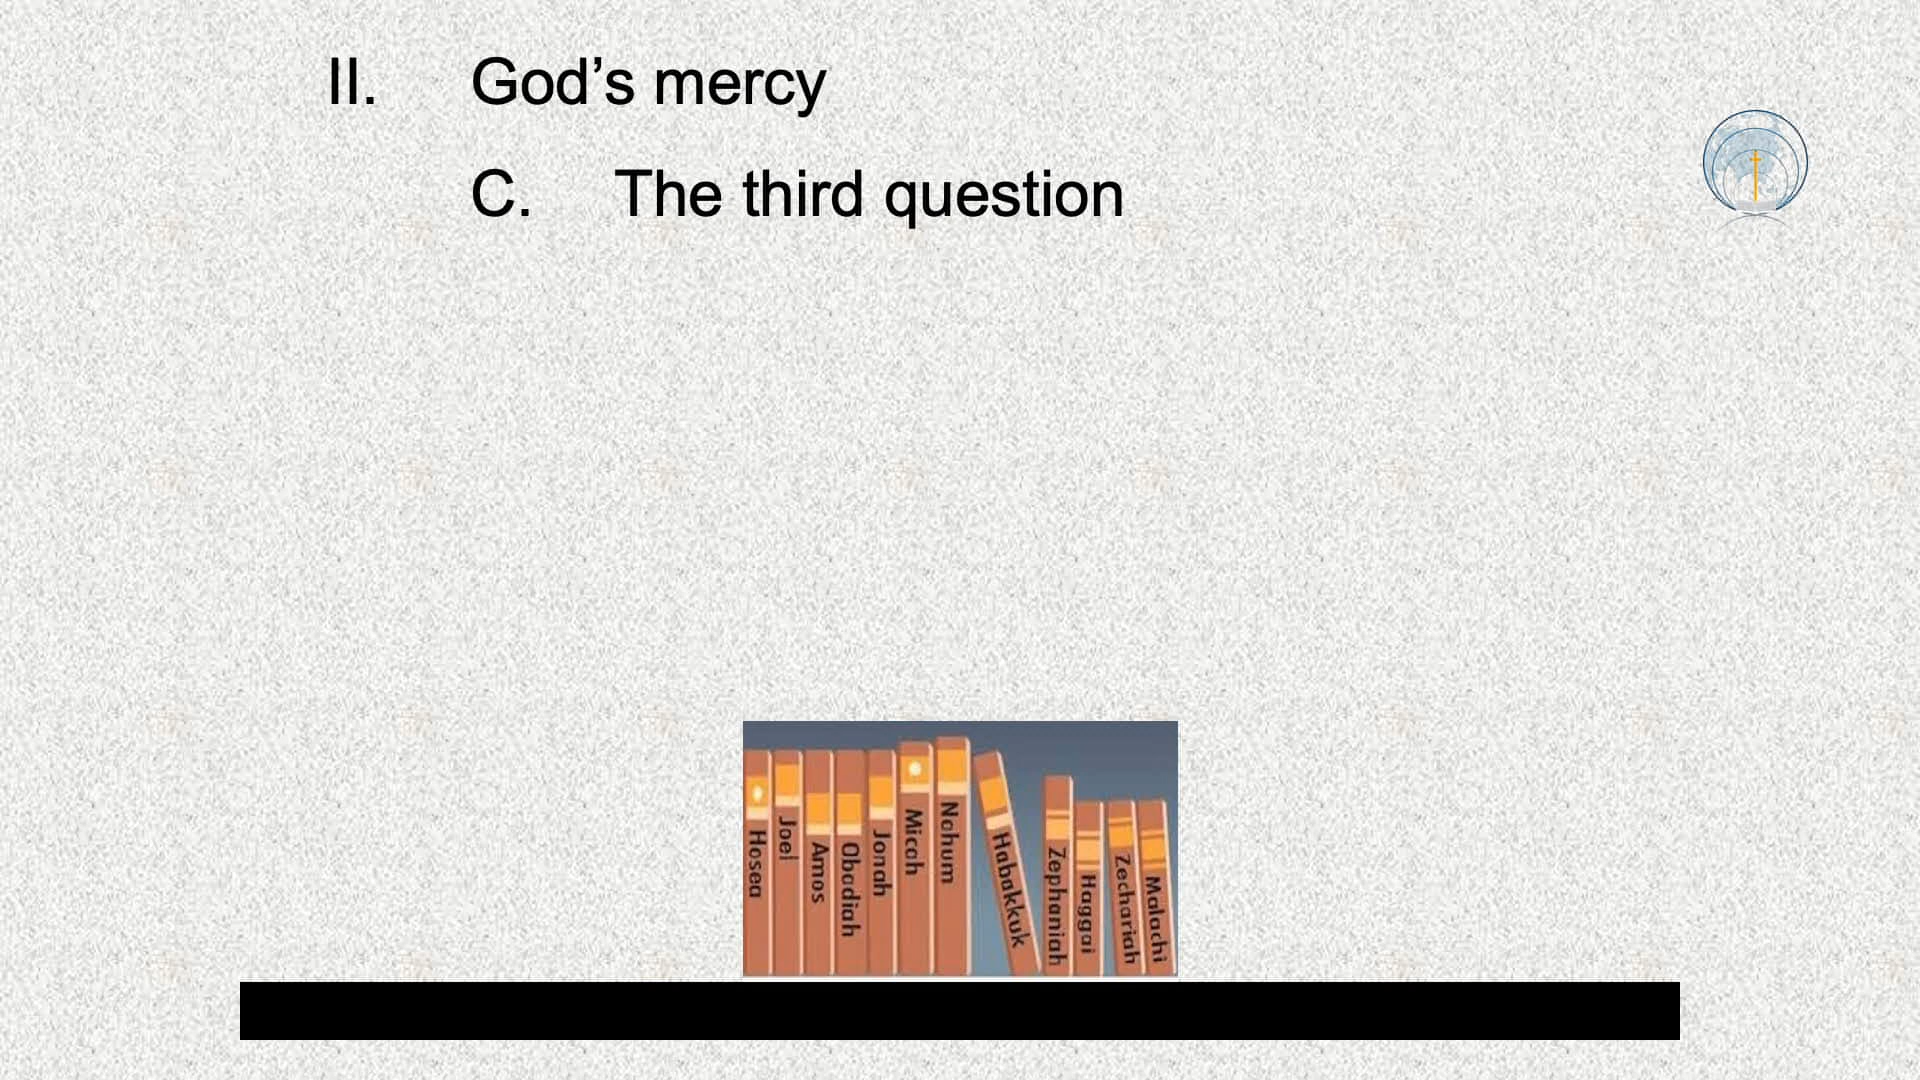 II. God’s mercy
C. The third question
Hosea
Joel
Amos
Obadiah
Jonah
Micah
Nahum
Habakkuk
Zephaniah
Haggai
Zechariah
Malachi